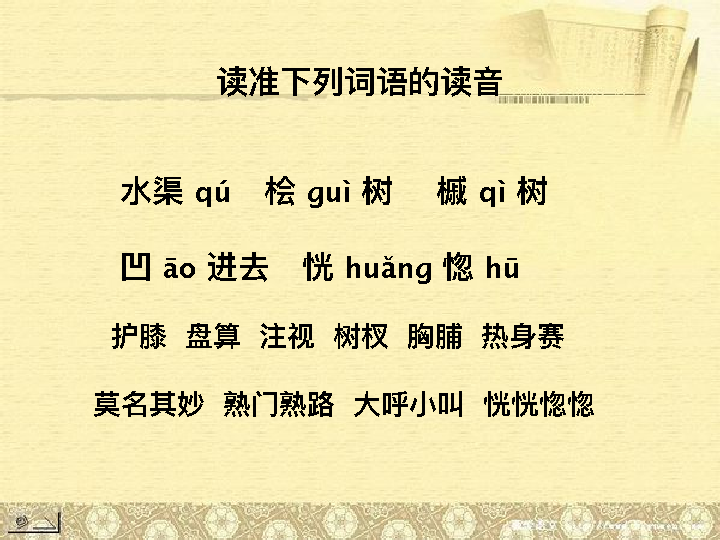 读准下列词语的读音
水渠 qú 桧 guì 树 槭 qì 树
凹 āo 进去 恍 huǎng 惚 hū
护膝 盘算 注视 树杈 胸脯 热身赛
莫名其妙 熟门熟路 大呼小叫 恍恍惚惚